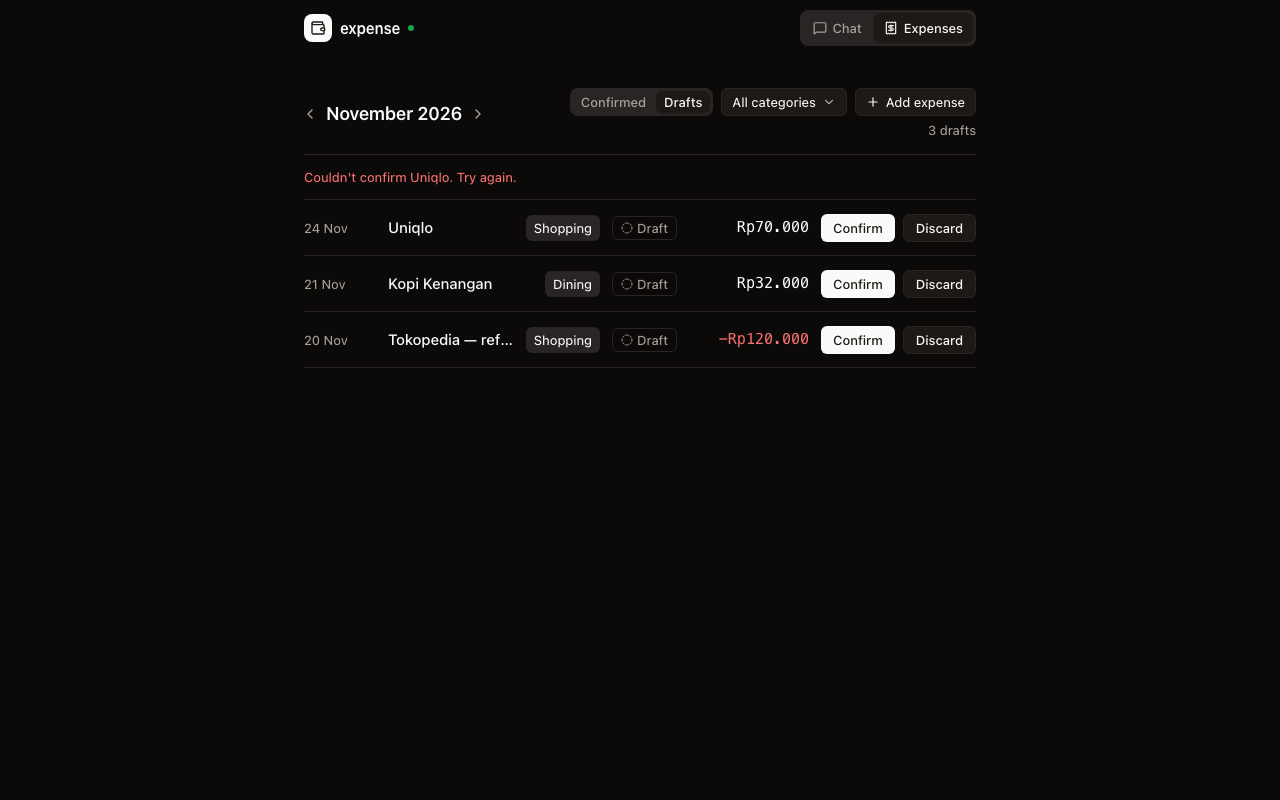 expense
Chat
Expenses
November 2026
Confirmed
Drafts
All categories
Add expense
3 drafts
Couldn't confirm Uniqlo. Try again.
24 Nov Uniqlo Shopping Draft Rp70.000 Confirm Discard
21 Nov Kopi Kenangan Dining Draft Rp32.000 Confirm Discard
20 Nov Tokopedia — ref... Shopping Draft −Rp120.000 Confirm Discard